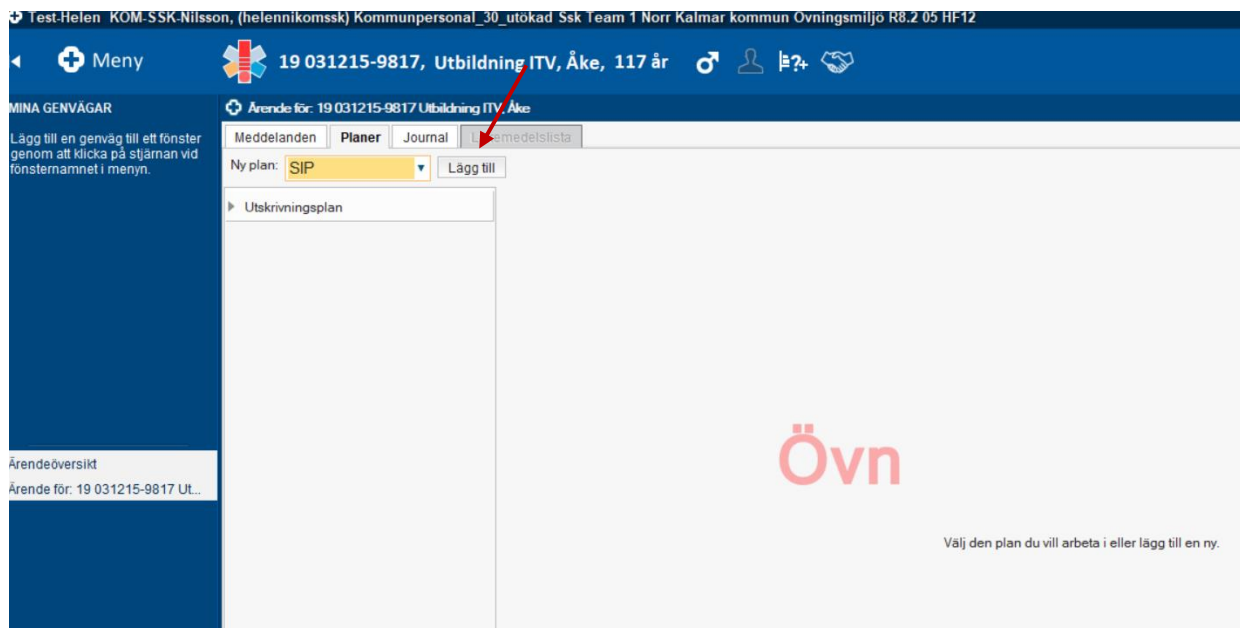 Test-Helen KOM-SSK-Nilsson, (helennikomssk) Kommunpersonal_30_utökad Ssk Team 1 Norr Kalmar kommun Övningsmiljö R8.2 05 HF12
Meny
19 031215-9817, Utbildning ITV, Åke, 117 år
MINA GENVÄGAR
Ärende för: 19 031215-9817 Utbildning ITV, Åke
Lägg till en genväg till ett fönster
genom att klicka på stjärnan vid
fönsternamnet i menyn.
Meddelanden Planer Journal
Ny plan: SIP Lägg till
Utskrivningsplan
Övn
Välj den plan du vill arbeta i eller lägg till en ny.
Ärendeöversikt
Ärende för: 19 031215-9817 Ut...